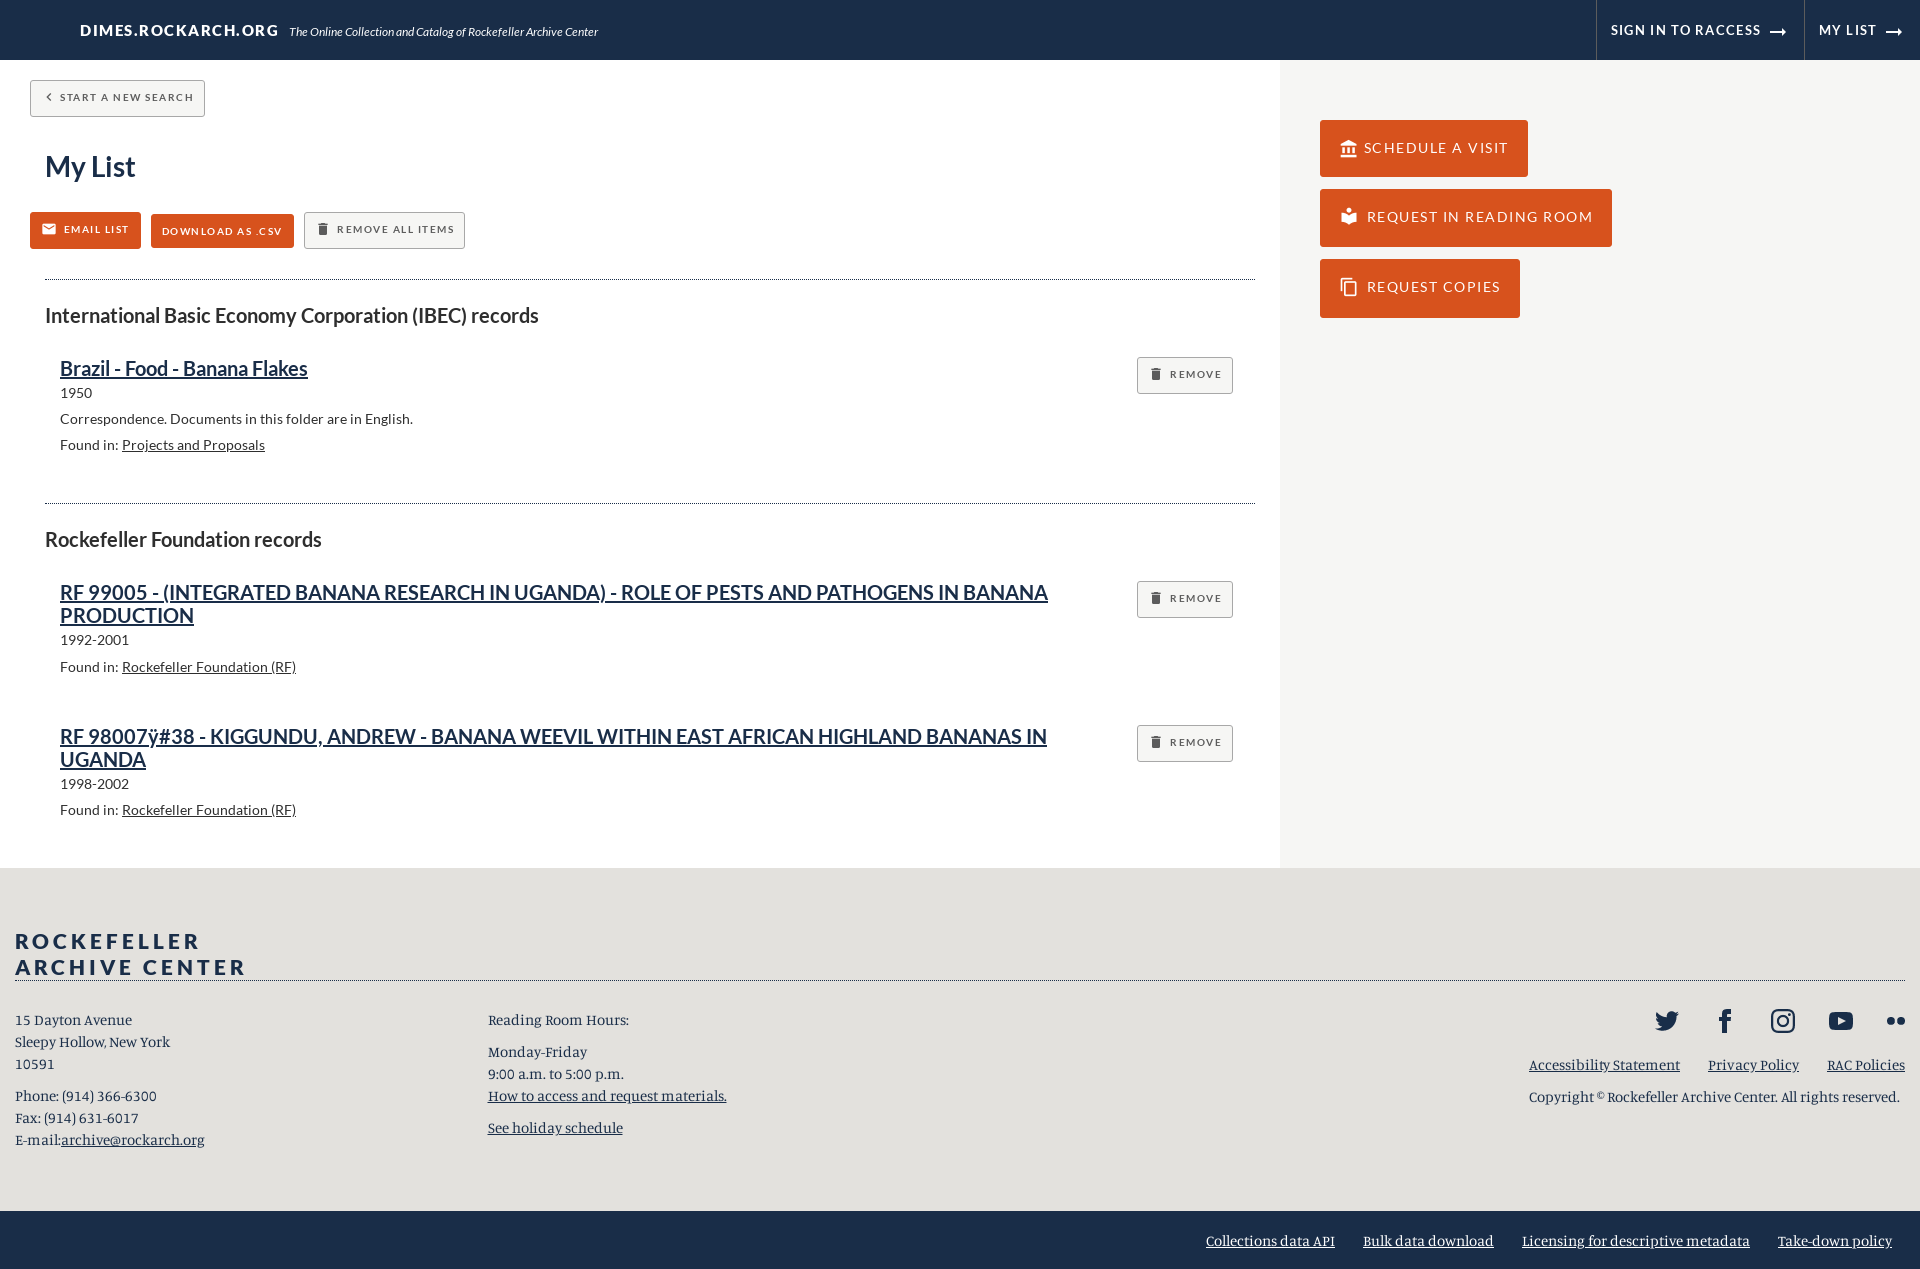 DIMES.ROCKARCH.ORG The Online Collection and Catalog of Rockefeller Archive Center
SIGN IN TO RACCESS
MY LIST
START A NEW SEARCH
My List
EMAIL LIST
DOWNLOAD AS .CSV
REMOVE ALL ITEMS
International Basic Economy Corporation (IBEC) records
Brazil - Food - Banana Flakes
REMOVE
1950
Correspondence. Documents in this folder are in English.
Found in: Projects and Proposals
Rockefeller Foundation records
RF 99005 - (INTEGRATED BANANA RESEARCH IN UGANDA) - ROLE OF PESTS AND PATHOGENS IN BANANA
PRODUCTION
REMOVE
1992-2001
Found in: Rockefeller Foundation (RF)
RF 98007ÿ#38 - KIGGUNDU, ANDREW - BANANA WEEVIL WITHIN EAST AFRICAN HIGHLAND BANANAS IN
UGANDA
REMOVE
1998-2002
Found in: Rockefeller Foundation (RF)
SCHEDULE A VISIT
REQUEST IN READING ROOM
REQUEST COPIES
ROCKEFELLER
ARCHIVE CENTER
15 Dayton Avenue
Sleepy Hollow, New York
10591
Phone: (914) 366-6300
Fax: (914) 631-6017
E-mail:archive@rockarch.org
Reading Room Hours:
Monday-Friday
9:00 a.m. to 5:00 p.m.
How to access and request materials.
See holiday schedule
Accessibility Statement
Privacy Policy
RAC Policies
Copyright © Rockefeller Archive Center. All rights reserved.
Collections data API
Bulk data download
Licensing for descriptive metadata
Take-down policy